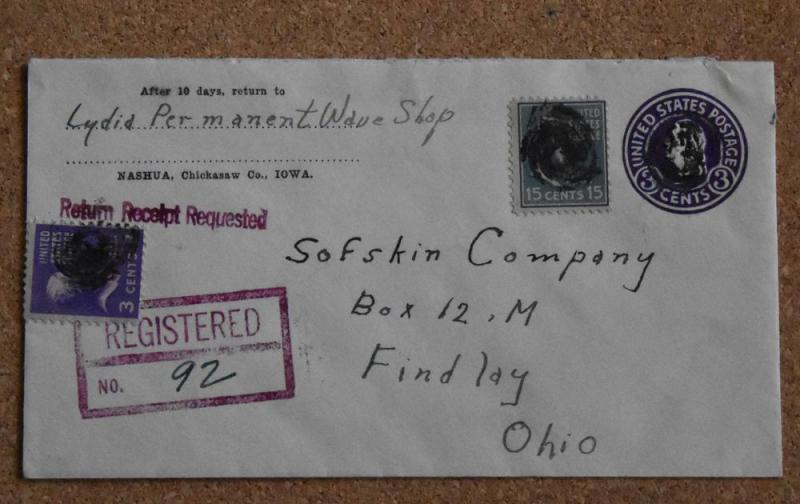 After 10 days, return to
Lydia Permanent Wave Shop
NASHUA, Chickasaw Co., IOWA.
UNITED STATES
15 CENTS 15
UNITED STATES POSTAGE
3 CENTS 3
Return Receipt Requested
UNITED STATES
3 CENTS
REGISTERED
NO. 92
Sofskin Company
Box 12, M
Findlay
Ohio